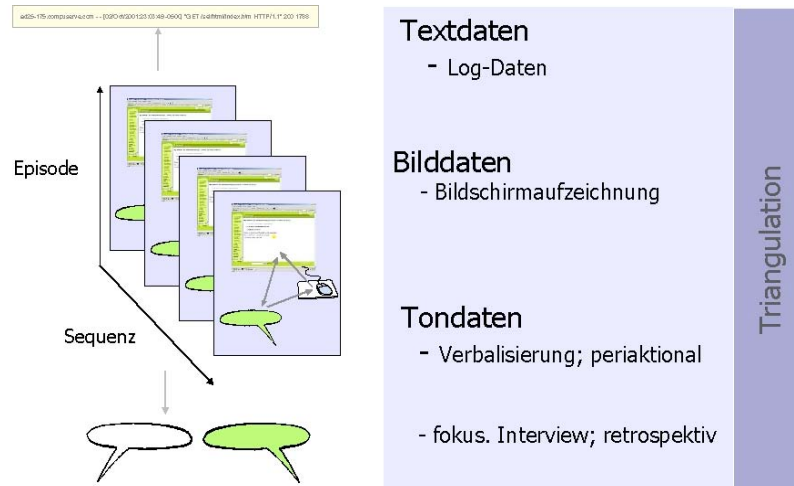 Textdaten
- Log-Daten
Bilddaten
- Bildschirmaufzeichnung
Tondaten
- Verbalisierung; periaktional
- fokus. Interview; retrospektiv
Triangulation
Episode
Sequenz